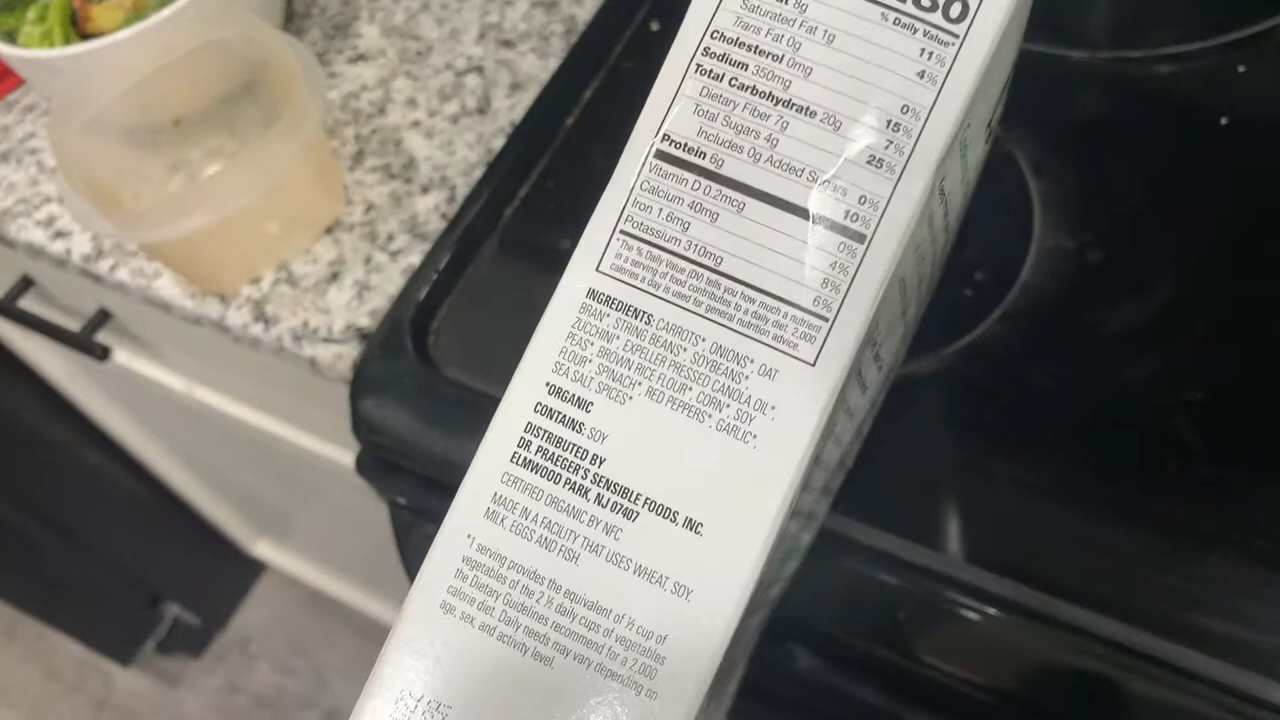 % Daily Value*
8g 11%
Saturated Fat 1g 4%
Trans Fat 0g
Cholesterol 0mg 0%
Sodium 350mg 15%
Total Carbohydrate 20g 7%
Dietary Fiber 7g 25%
Total Sugars 4g
Includes 0g Added Sugars 0%
Protein 6g 10%
Vitamin D 0.2mcg 0%
Calcium 40mg 4%
Iron 1.6mg 8%
Potassium 310mg 6%
*The % Daily Value (DV) tells you how much a nutrient
in a serving of food contributes to a daily diet. 2,000
calories a day is used for general nutrition advice.
INGREDIENTS: CARROTS*, ONIONS*, OAT
BRAN*, STRING BEANS*, SOYBEANS*,
ZUCCHINI*, EXPELLER PRESSED CANOLA OIL*,
PEAS*, BROWN RICE FLOUR*, CORN*, SOY
FLOUR*, SPINACH*, RED PEPPERS*, GARLIC*,
SEA SALT, SPICES*
*ORGANIC
CONTAINS: SOY
DISTRIBUTED BY
DR. PRAEGER'S SENSIBLE FOODS, INC.
ELMWOOD PARK, NJ 07407
CERTIFIED ORGANIC BY NFC
MADE IN A FACILITY THAT USES WHEAT, SOY,
MILK, EGGS AND FISH.
*1 serving provides the equivalent of ½ cup of
vegetables of the 2 ½ daily cups of vegetables
the Dietary Guidelines recommend for a 2,000
calorie diet. Daily needs may vary depending on
age, sex, and activity level.